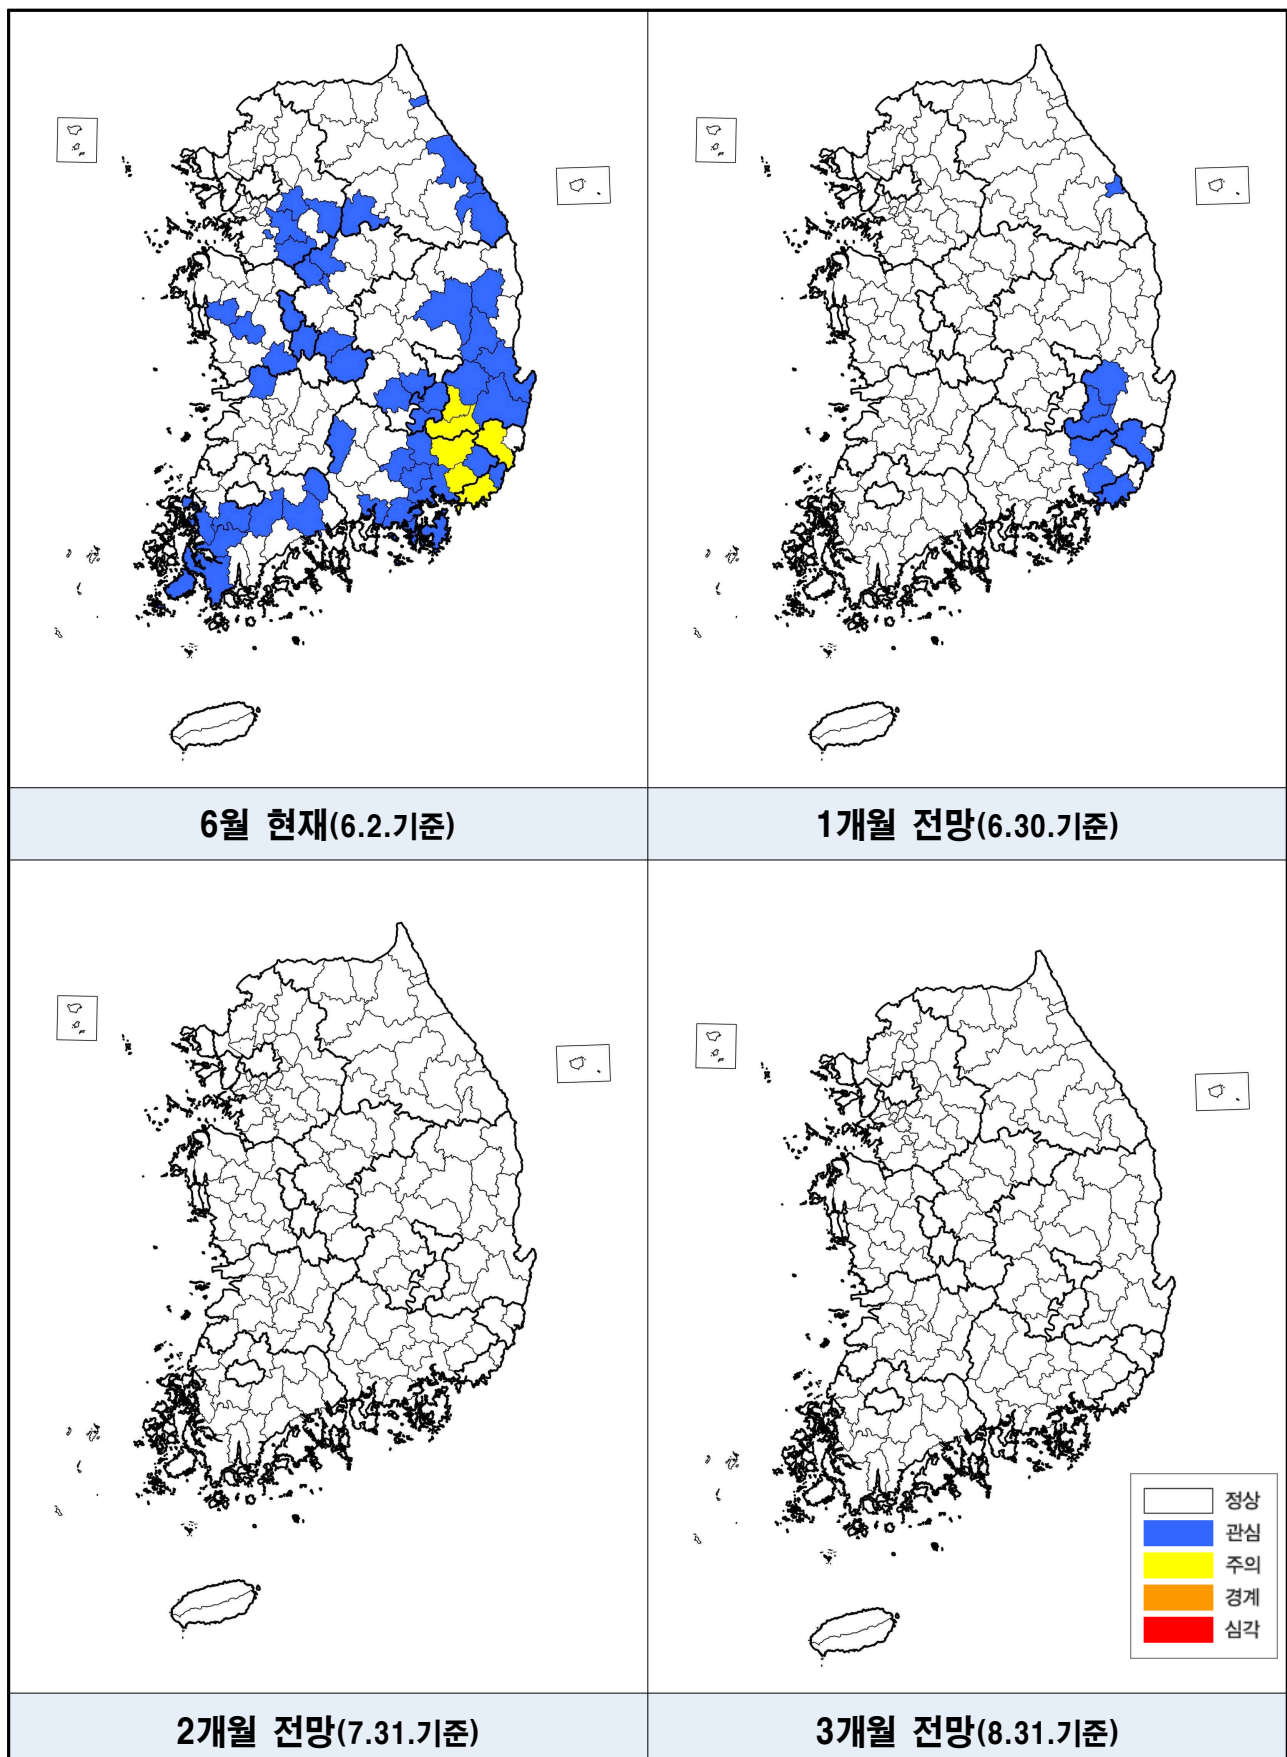 6월 현재(6.2.기준)
1개월 전망(6.30.기준)
정상
관심
주의
경계
심각
2개월 전망(7.31.기준)
3개월 전망(8.31.기준)